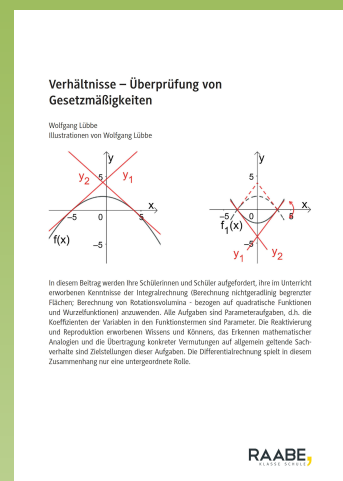 Verhältnisse – Überprüfung von
Gesetzmäßigkeiten
Wolfgang Lübbe
Illustrationen von Wolfgang Lübbe
y
y
y2
5
y1
5
x
x
–5
0
5
–5
0
5
f(x)
f1(x)
–5
–5
y1
y2
In diesem Beitrag werden Ihre Schülerinnen und Schüler aufgefordert, ihre im Unterricht
erworbenen Kenntnisse der Integralrechnung (Berechnung nichtgeradlinig begrenzter
Flächen; Berechnung von Rotationsvolumina - bezogen auf quadratische Funktionen
und Wurzelfunktionen) anzuwenden. Alle Aufgaben sind Parameteraufgaben, d.h. die
Koeffizienten der Variablen in den Funktionstermen sind Parameter. Die Reaktivierung
und Reproduktion erworbenen Wissens und Könnens, das Erkennen mathematischer
Analogien und die Übertragung konkreter Vermutungen auf allgemein geltende Sach-
verhalte sind Zielstellungen dieser Aufgaben. Die Differentialrechnung spielt in diesem
Zusammenhang nur eine untergeordnete Rolle.
RAABE
KLASSE SCHULE